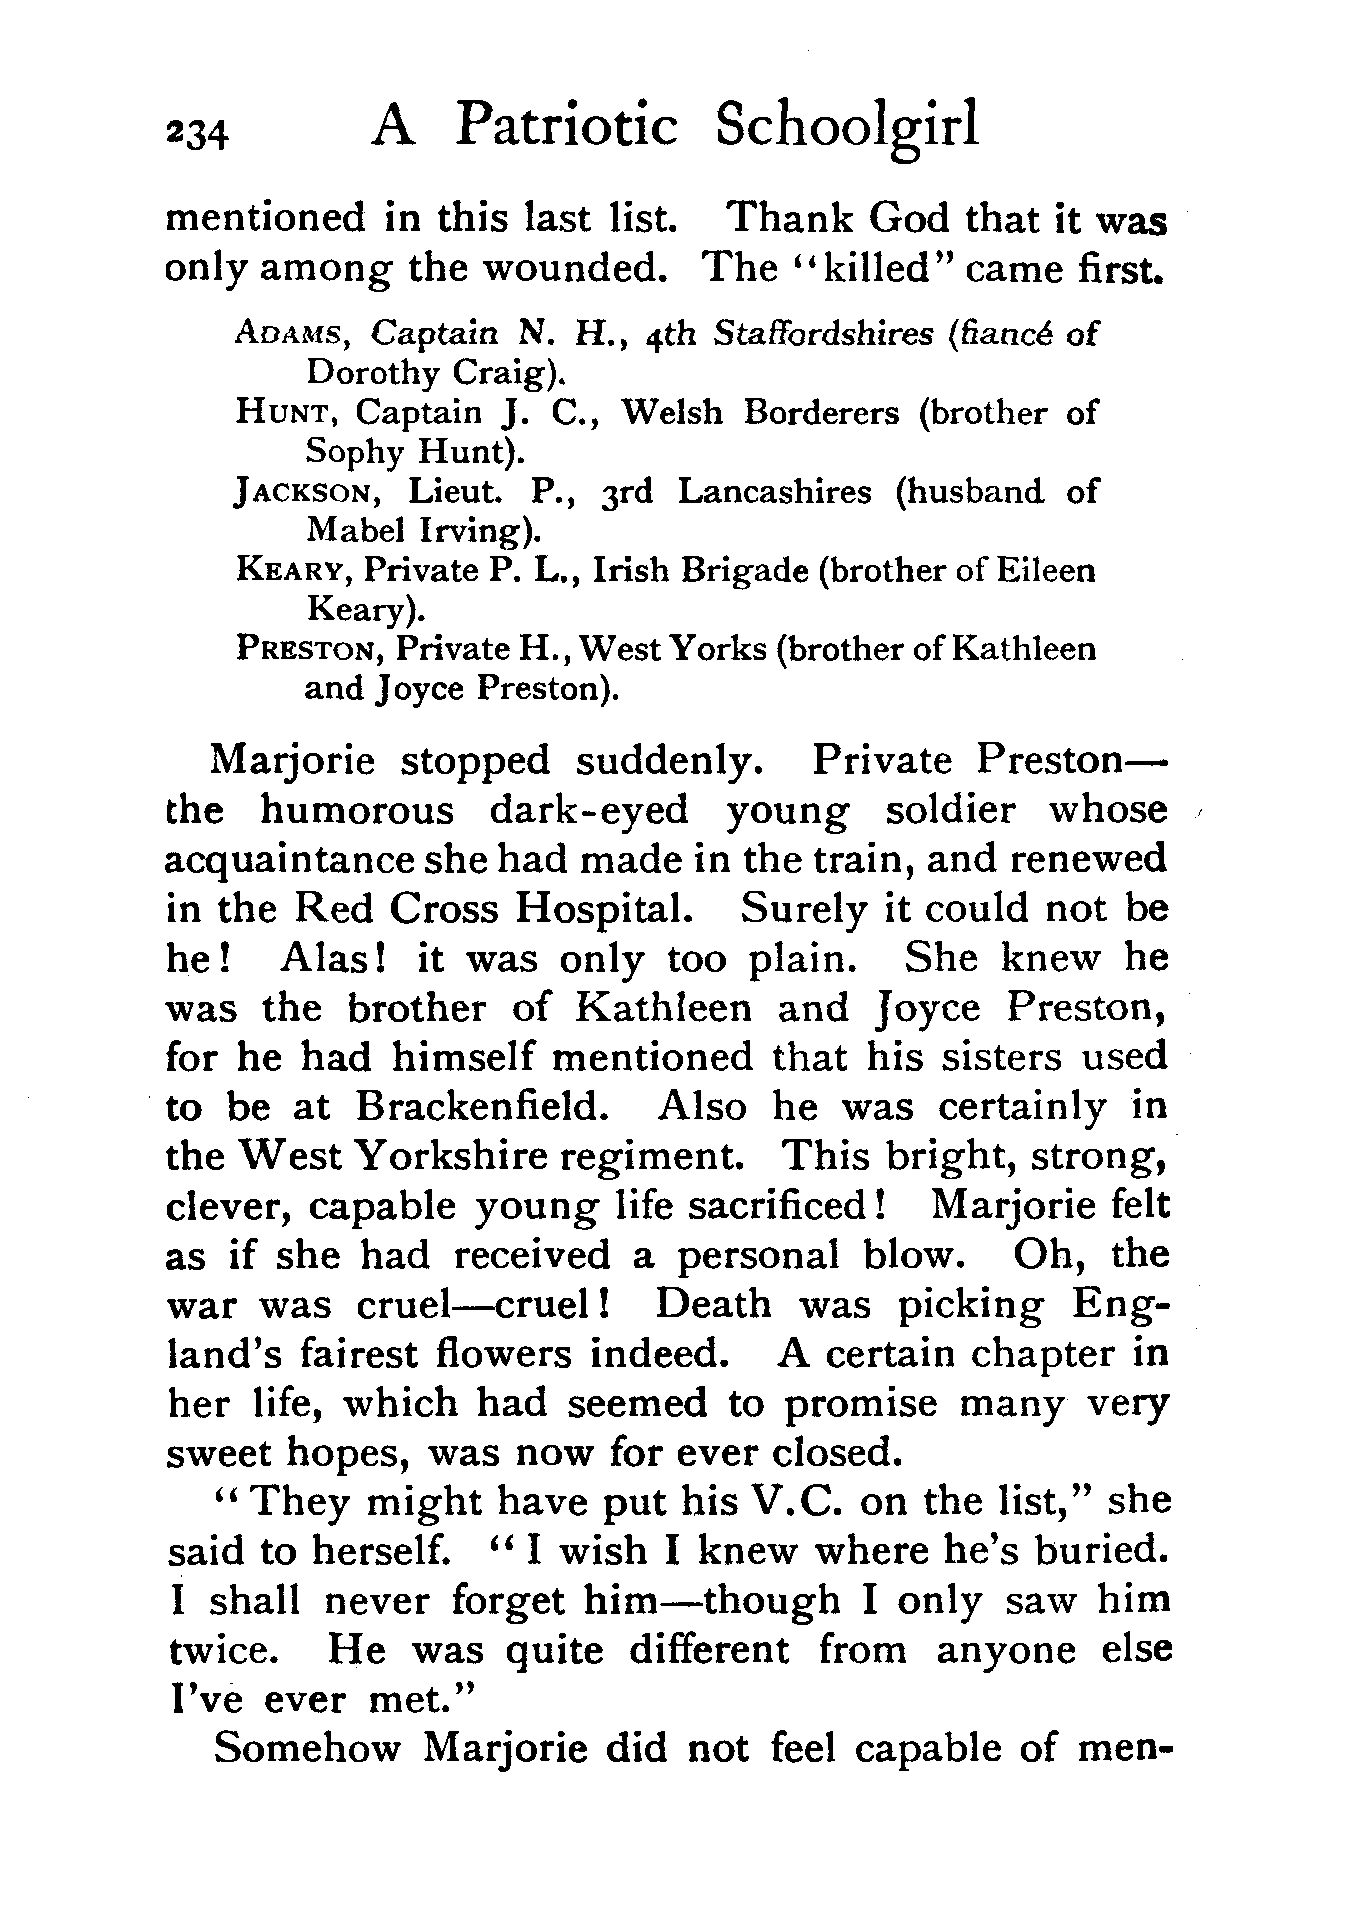 234 A Patriotic Schoolgirl
mentioned in this last list. Thank God that it was
only among the wounded. The "killed" came first.
ADAMS, Captain N. H., 4th Staffordshires (fiancé of
Dorothy Craig).
HUNT, Captain J. C., Welsh Borderers (brother of
Sophy Hunt).
JACKSON, Lieut. P., 3rd Lancashires (husband of
Mabel Irving).
KEARY, Private P. L., Irish Brigade (brother of Eileen
Keary).
PRESTON, Private H., West Yorks (brother of Kathleen
and Joyce Preston).
Marjorie stopped suddenly. Private Preston—
the humorous dark-eyed young soldier whose
acquaintance she had made in the train, and renewed
in the Red Cross Hospital. Surely it could not be
he! Alas! it was only too plain. She knew he
was the brother of Kathleen and Joyce Preston,
for he had himself mentioned that his sisters used
to be at Brackenfield. Also he was certainly in
the West Yorkshire regiment. This bright, strong,
clever, capable young life sacrificed! Marjorie felt
as if she had received a personal blow. Oh, the
war was cruel—cruel! Death was picking Eng-
land's fairest flowers indeed. A certain chapter in
her life, which had seemed to promise many very
sweet hopes, was now for ever closed.
"They might have put his V.C. on the list," she
said to herself. "I wish I knew where he's buried.
I shall never forget him—though I only saw him
twice. He was quite different from anyone else
I've ever met."
Somehow Marjorie did not feel capable of men-